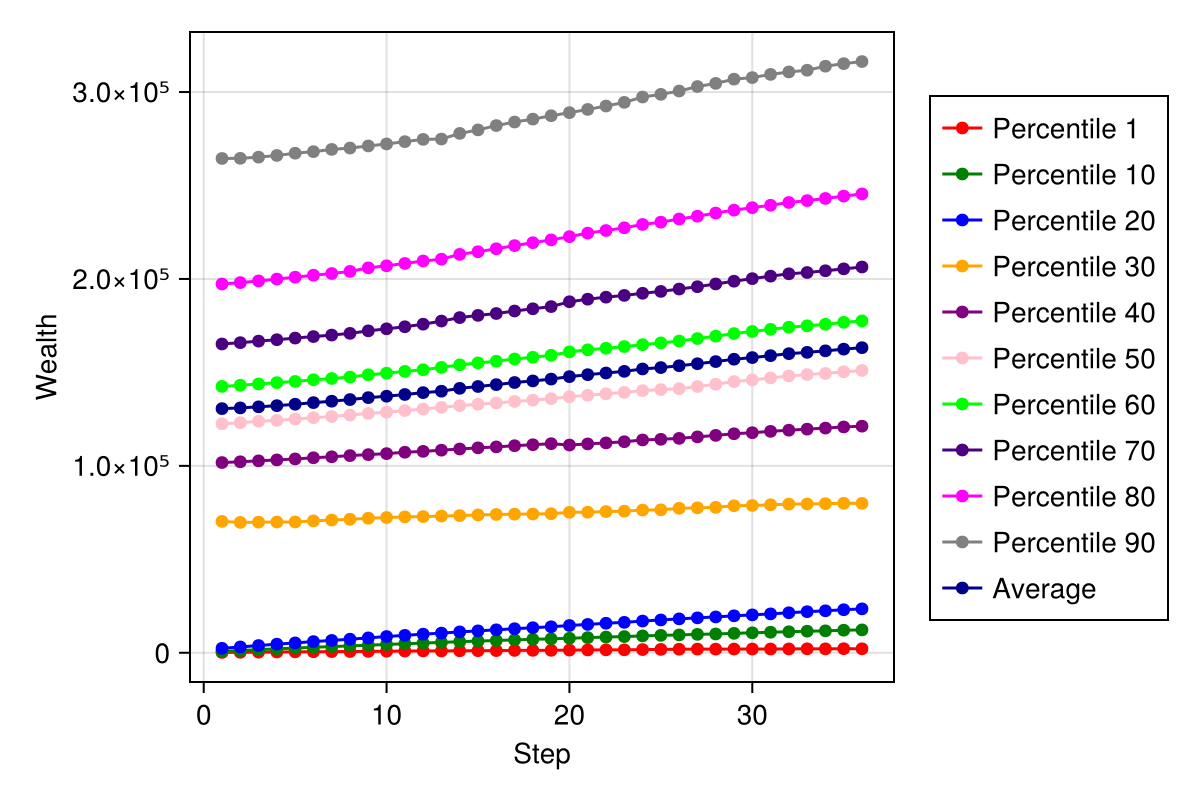 3.0×10⁵
2.0×10⁵
1.0×10⁵
0
Wealth
0 10 20 30
Step
Percentile 1
Percentile 10
Percentile 20
Percentile 30
Percentile 40
Percentile 50
Percentile 60
Percentile 70
Percentile 80
Percentile 90
Average